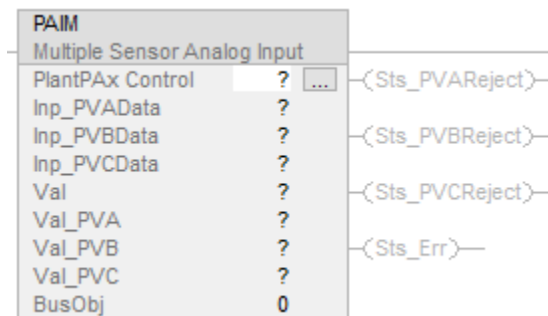 PAIM
Multiple Sensor Analog Input
PlantPAx Control ? ... (Sts_PVAReject)
Inp_PVAData ?
Inp_PVBData ? (Sts_PVBReject)
Inp_PVCData ?
Val ? (Sts_PVCReject)
Val_PVA ?
Val_PVB ? (Sts_Err)
Val_PVC ?
BusObj 0